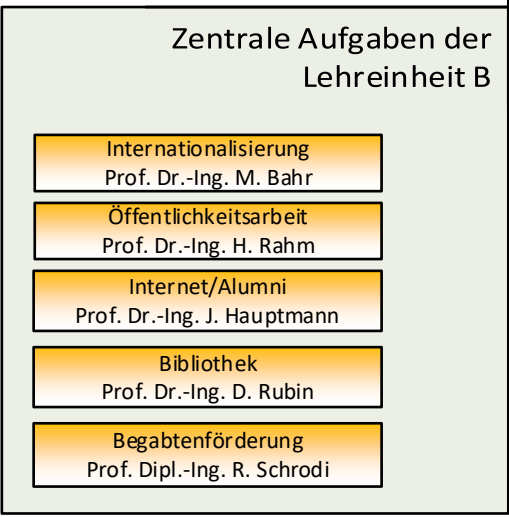 Zentrale Aufgaben der
Lehreinheit B
Internationalisierung
Prof. Dr.-Ing. M. Bahr
Öffentlichkeitsarbeit
Prof. Dr.-Ing. H. Rahm
Internet/Alumni
Prof. Dr.-Ing. J. Hauptmann
Bibliothek
Prof. Dr.-Ing. D. Rubin
Begabtenförderung
Prof. Dipl.-Ing. R. Schrodi